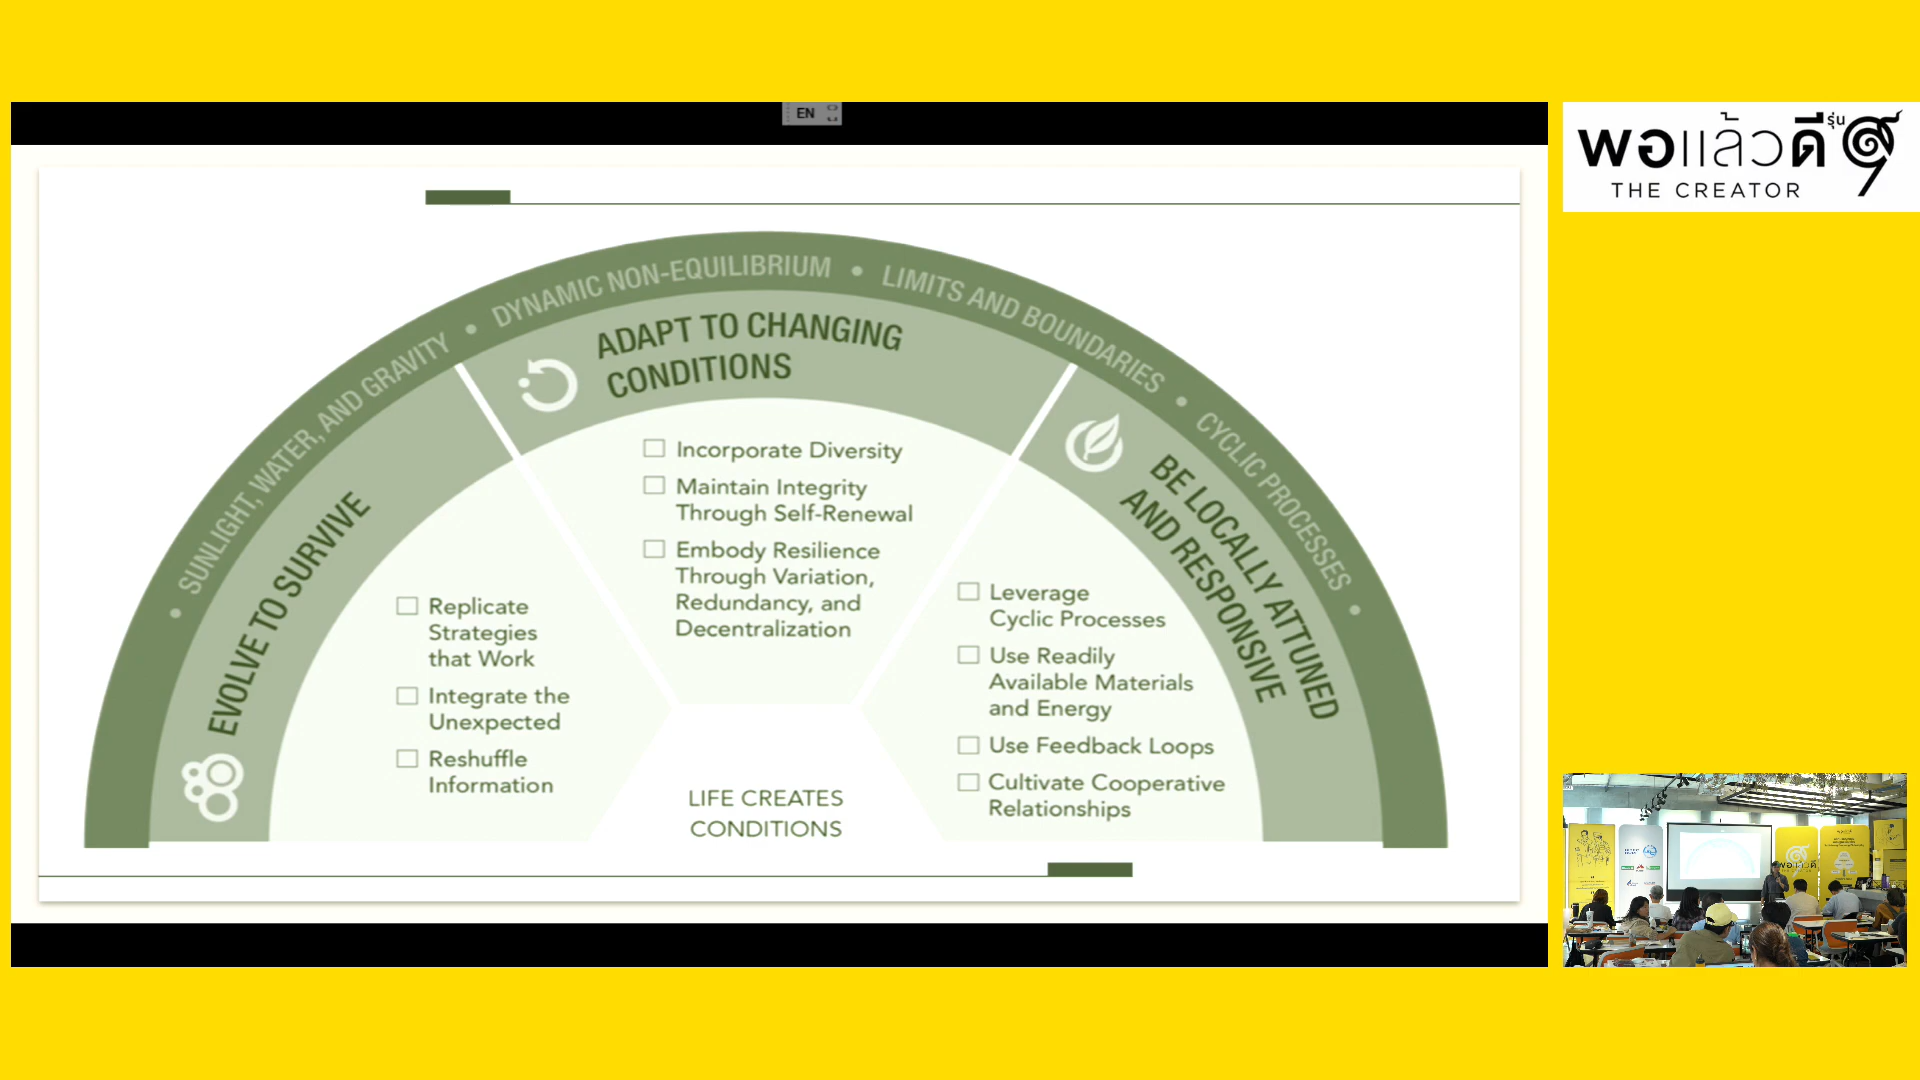 EN
พอแล้วดี รุ่น ๙
THE CREATOR
• SUNLIGHT, WATER, AND GRAVITY • DYNAMIC NON-EQUILIBRIUM • LIMITS AND BOUNDARIES • CYCLIC PROCESSES •
EVOLVE TO SURVIVE
Replicate
Strategies
that Work
Integrate the
Unexpected
Reshuffle
Information
ADAPT TO CHANGING
CONDITIONS
Incorporate Diversity
Maintain Integrity
Through Self-Renewal
Embody Resilience
Through Variation,
Redundancy, and
Decentralization
BE LOCALLY ATTUNED
AND RESPONSIVE
Leverage
Cyclic Processes
Use Readily
Available Materials
and Energy
Use Feedback Loops
Cultivate Cooperative
Relationships
LIFE CREATES
CONDITIONS